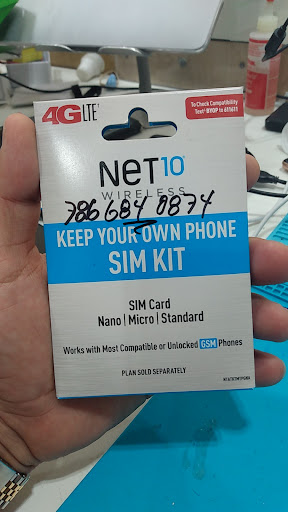 4G LTE
To Check Compatibility
Text BYOP to 611611
NET10
WIRELESS
786 684 0874
KEEP YOUR OWN PHONE
SIM KIT
SIM Card
Nano | Micro | Standard
Works with Most Compatible or Unlocked GSM Phones
PLAN SOLD SEPARATELY